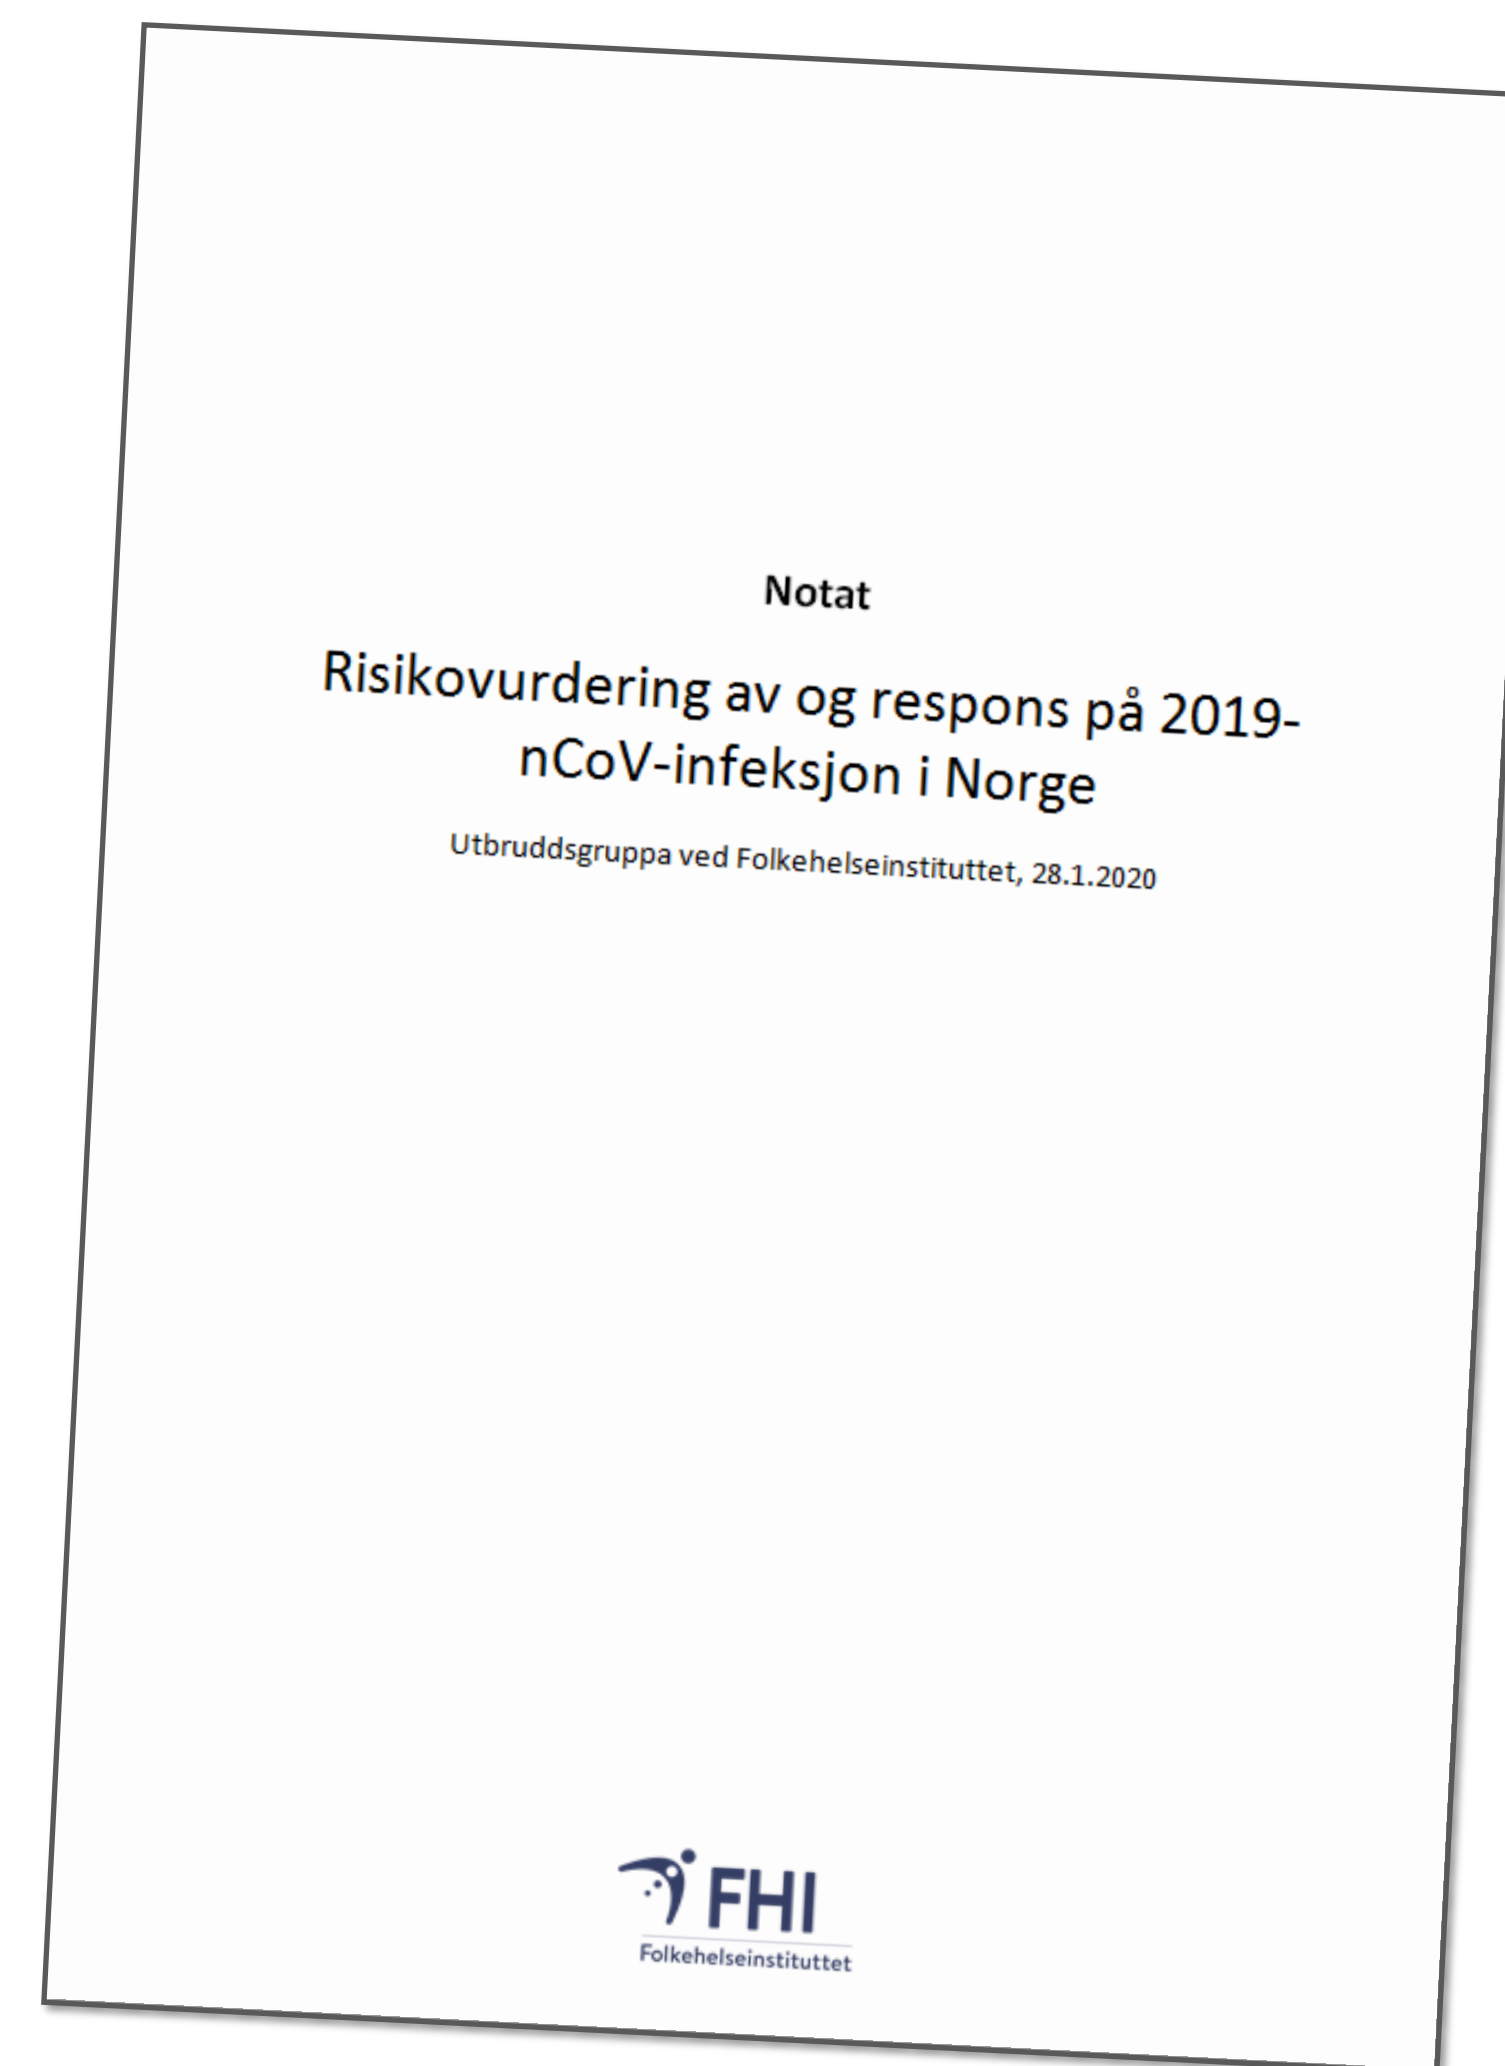 Notat
Risikovurdering av og respons på 2019-
nCoV-infeksjon i Norge
Utbruddsgruppa ved Folkehelseinstituttet, 28.1.2020
FHI
Folkehelseinstituttet